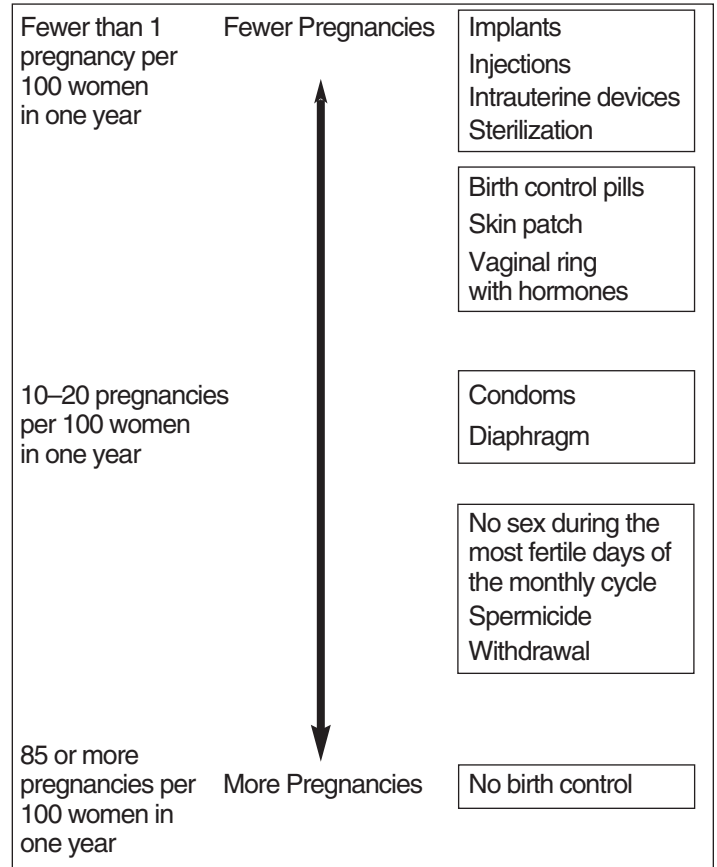 Fewer than 1
pregnancy per
100 women
in one year
Fewer Pregnancies
Implants
Injections
Intrauterine devices
Sterilization
Birth control pills
Skin patch
Vaginal ring
with hormones
10–20 pregnancies
per 100 women
in one year
Condoms
Diaphragm
No sex during the
most fertile days of
the monthly cycle
Spermicide
Withdrawal
85 or more
pregnancies per
100 women in
one year
More Pregnancies
No birth control